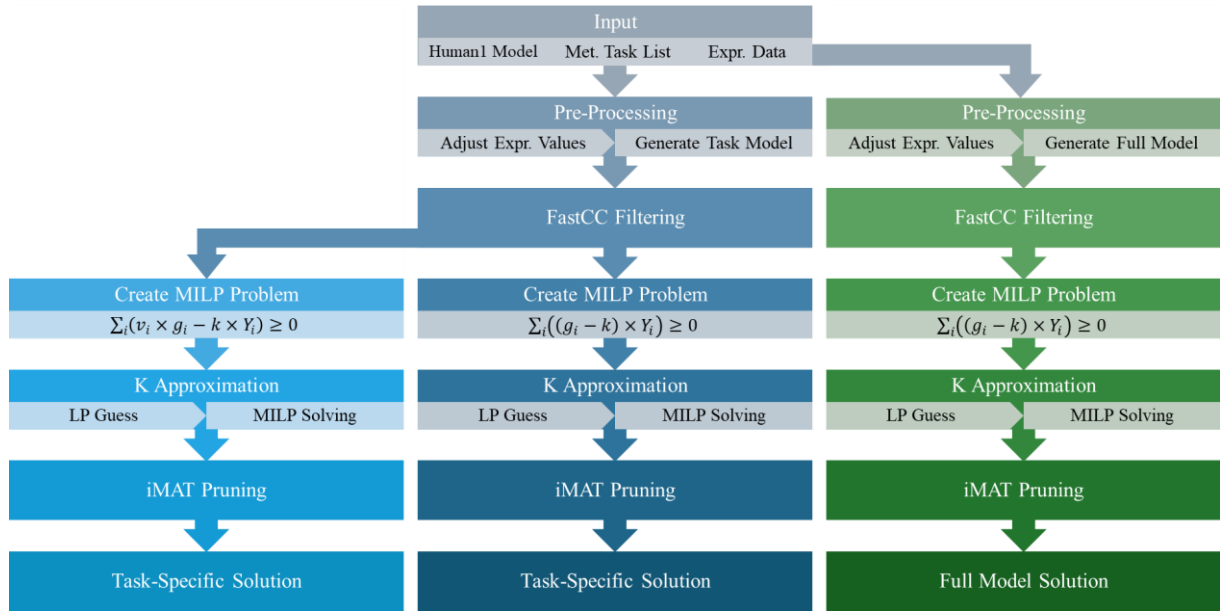 Input
Human1 Model Met. Task List Expr. Data
Pre-Processing
Adjust Expr. Values Generate Task Model
Pre-Processing
Adjust Expr. Values Generate Full Model
FastCC Filtering
FastCC Filtering
Create MILP Problem
∑ᵢ(vᵢ × gᵢ − k × Yᵢ) ≥ 0
Create MILP Problem
∑ᵢ((gᵢ − k) × Yᵢ) ≥ 0
Create MILP Problem
∑ᵢ((gᵢ − k) × Yᵢ) ≥ 0
K Approximation
LP Guess MILP Solving
K Approximation
LP Guess MILP Solving
K Approximation
LP Guess MILP Solving
iMAT Pruning
iMAT Pruning
iMAT Pruning
Task-Specific Solution
Task-Specific Solution
Full Model Solution